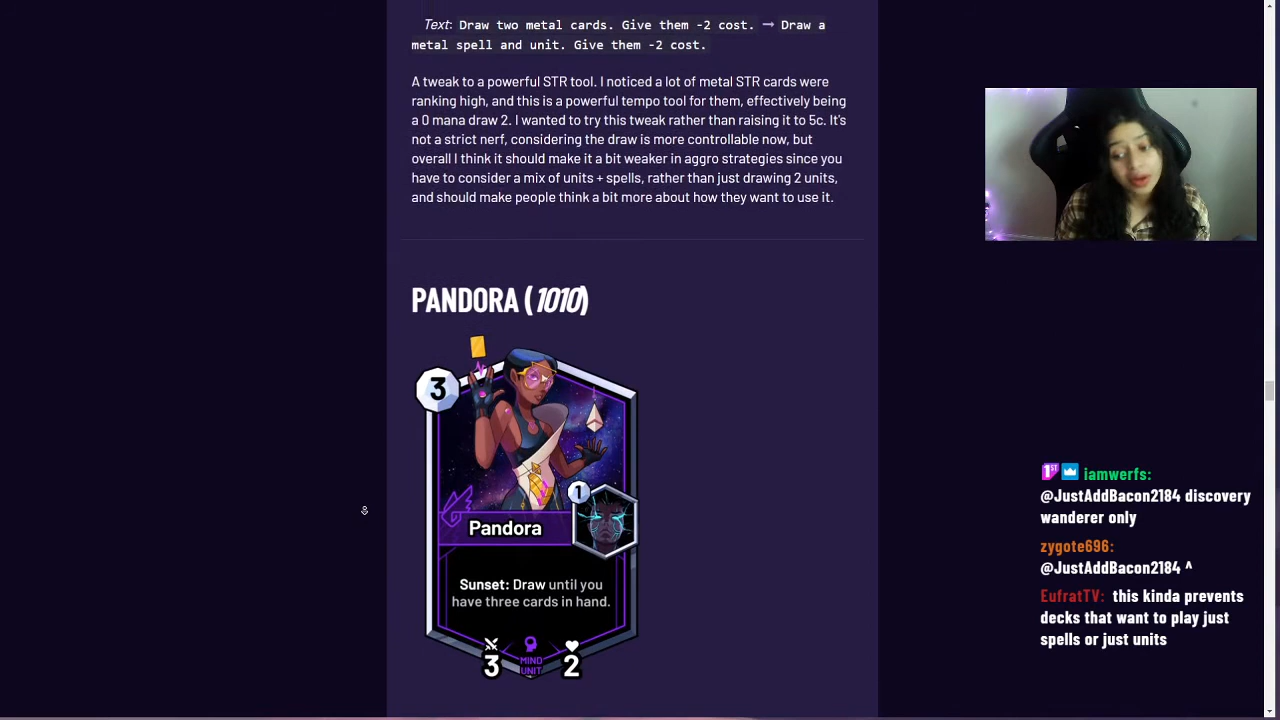 Text: Draw two metal cards. Give them -2 cost. → Draw a
metal spell and unit. Give them -2 cost.
A tweak to a powerful STR tool. I noticed a lot of metal STR cards were
ranking high, and this is a powerful tempo tool for them, effectively being
a 0 mana draw 2. I wanted to try this tweak rather than raising it to 5c. It's
not a strict nerf, considering the draw is more controllable now, but
overall I think it should make it a bit weaker in aggro strategies since you
have to consider a mix of units + spells, rather than just drawing 2 units,
and should make people think a bit more about how they want to use it.
PANDORA (1010)
3
1
Pandora
Sunset: Draw until you
have three cards in hand.
3
MIND
UNIT
2
1ST
iamwerfs:
@JustAddBacon2184 discovery
wanderer only
zygote696:
@JustAddBacon2184 ^
EufratTV: this kinda prevents
decks that want to play just
spells or just units